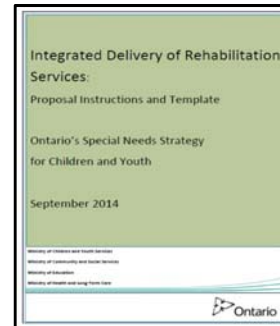 Integrated Delivery of Rehabilitation
Services:
Proposal Instructions and Template
Ontario's Special Needs Strategy
for Children and Youth
September 2014
Ministry of Children and Youth Services
Ministry of Community and Social Services
Ministry of Education
Ministry of Health and Long-Term Care
Ontario